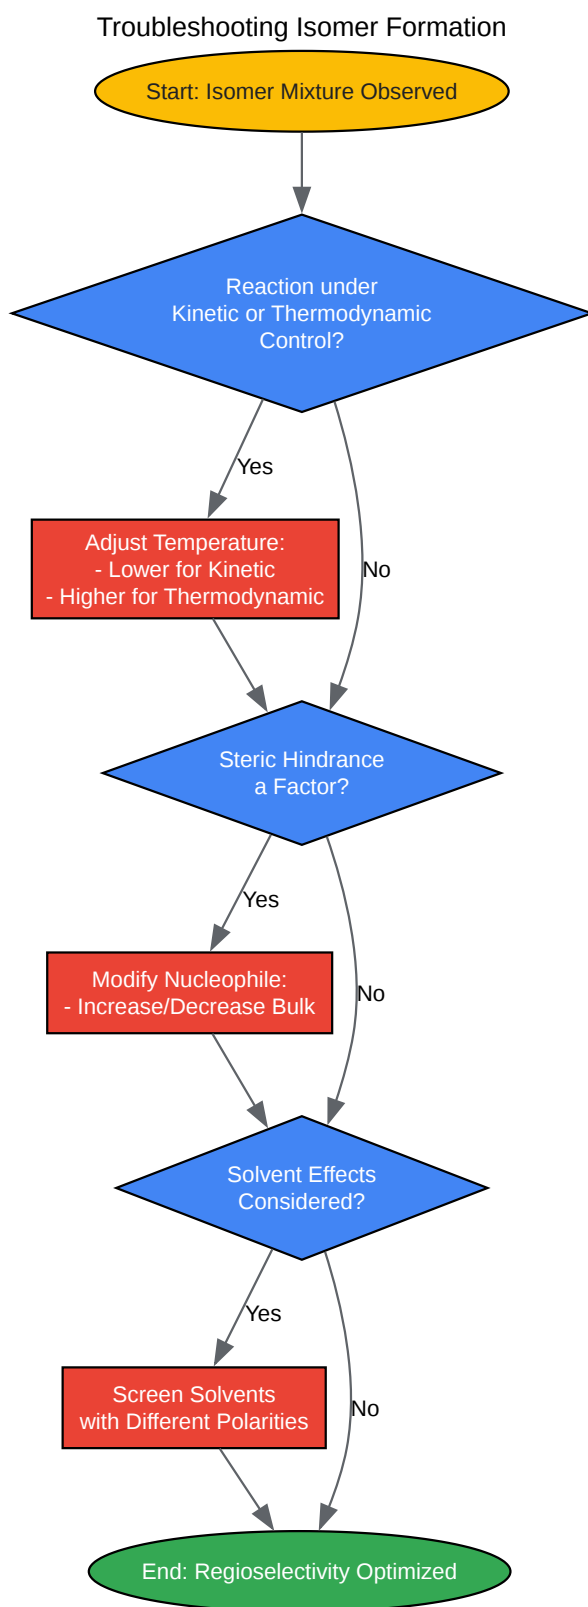 Troubleshooting Isomer Formation
Start: Isomer Mixture Observed
Reaction under
Kinetic or Thermodynamic
Control?
Yes
Adjust Temperature:
- Lower for Kinetic
- Higher for Thermodynamic
No
Steric Hindrance
a Factor?
Yes
Modify Nucleophile:
- Increase/Decrease Bulk
No
Solvent Effects
Considered?
Yes
Screen Solvents
with Different Polarities
No
End: Regioselectivity Optimized